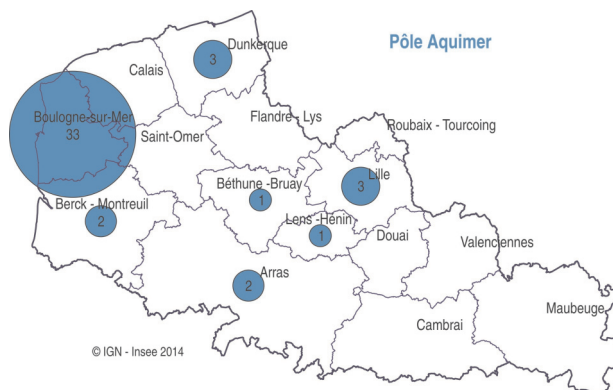 Pôle Aquimer
Dunkerque
3
Calais
Boulogne-sur-Mer
33
Flandre - Lys
Saint-Omer
Roubaix - Tourcoing
Lille
3
Béthune -Bruay
1
Berck - Montreuil
2
Lens -Hénin
1
Douai
Valenciennes
Arras
2
Maubeuge
Cambrai
© IGN - Insee 2014